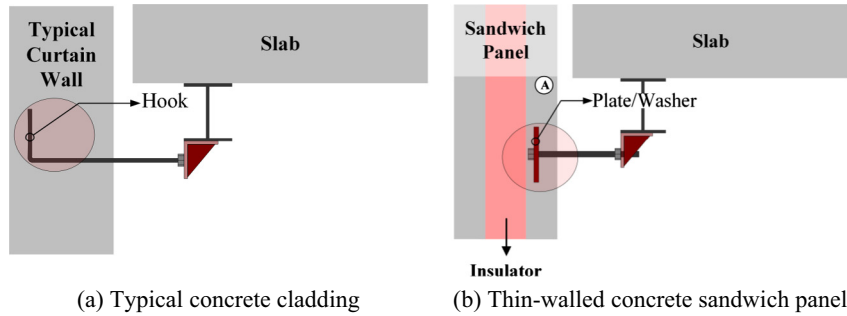 Typical
Curtain
Wall
Slab
Hook
(a) Typical concrete cladding
Sandwich
Panel
Slab
A
Plate/Washer
Insulator
(b) Thin-walled concrete sandwich panel